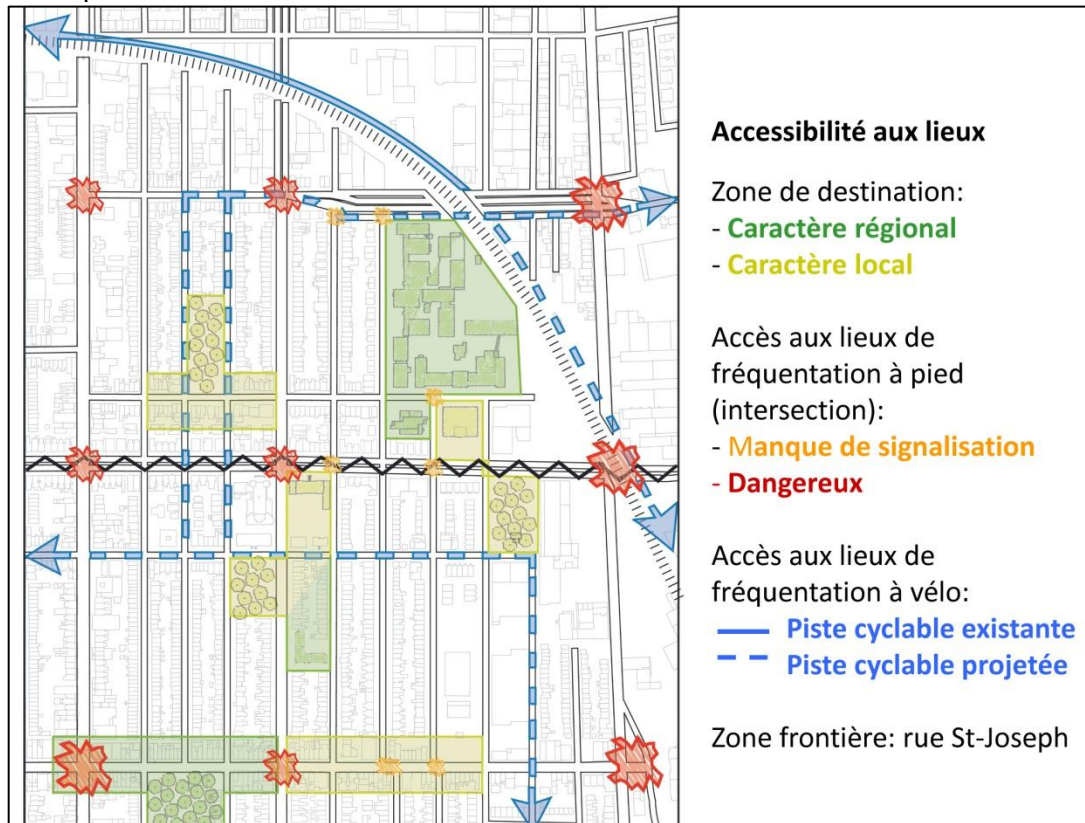 Accessibilité aux lieux
Zone de destination:
- Caractère régional
- Caractère local
Accès aux lieux de
fréquentation à pied
(intersection):
- Manque de signalisation
- Dangereux
Accès aux lieux de
fréquentation à vélo:
Piste cyclable existante
Piste cyclable projetée
Zone frontière: rue St-Joseph